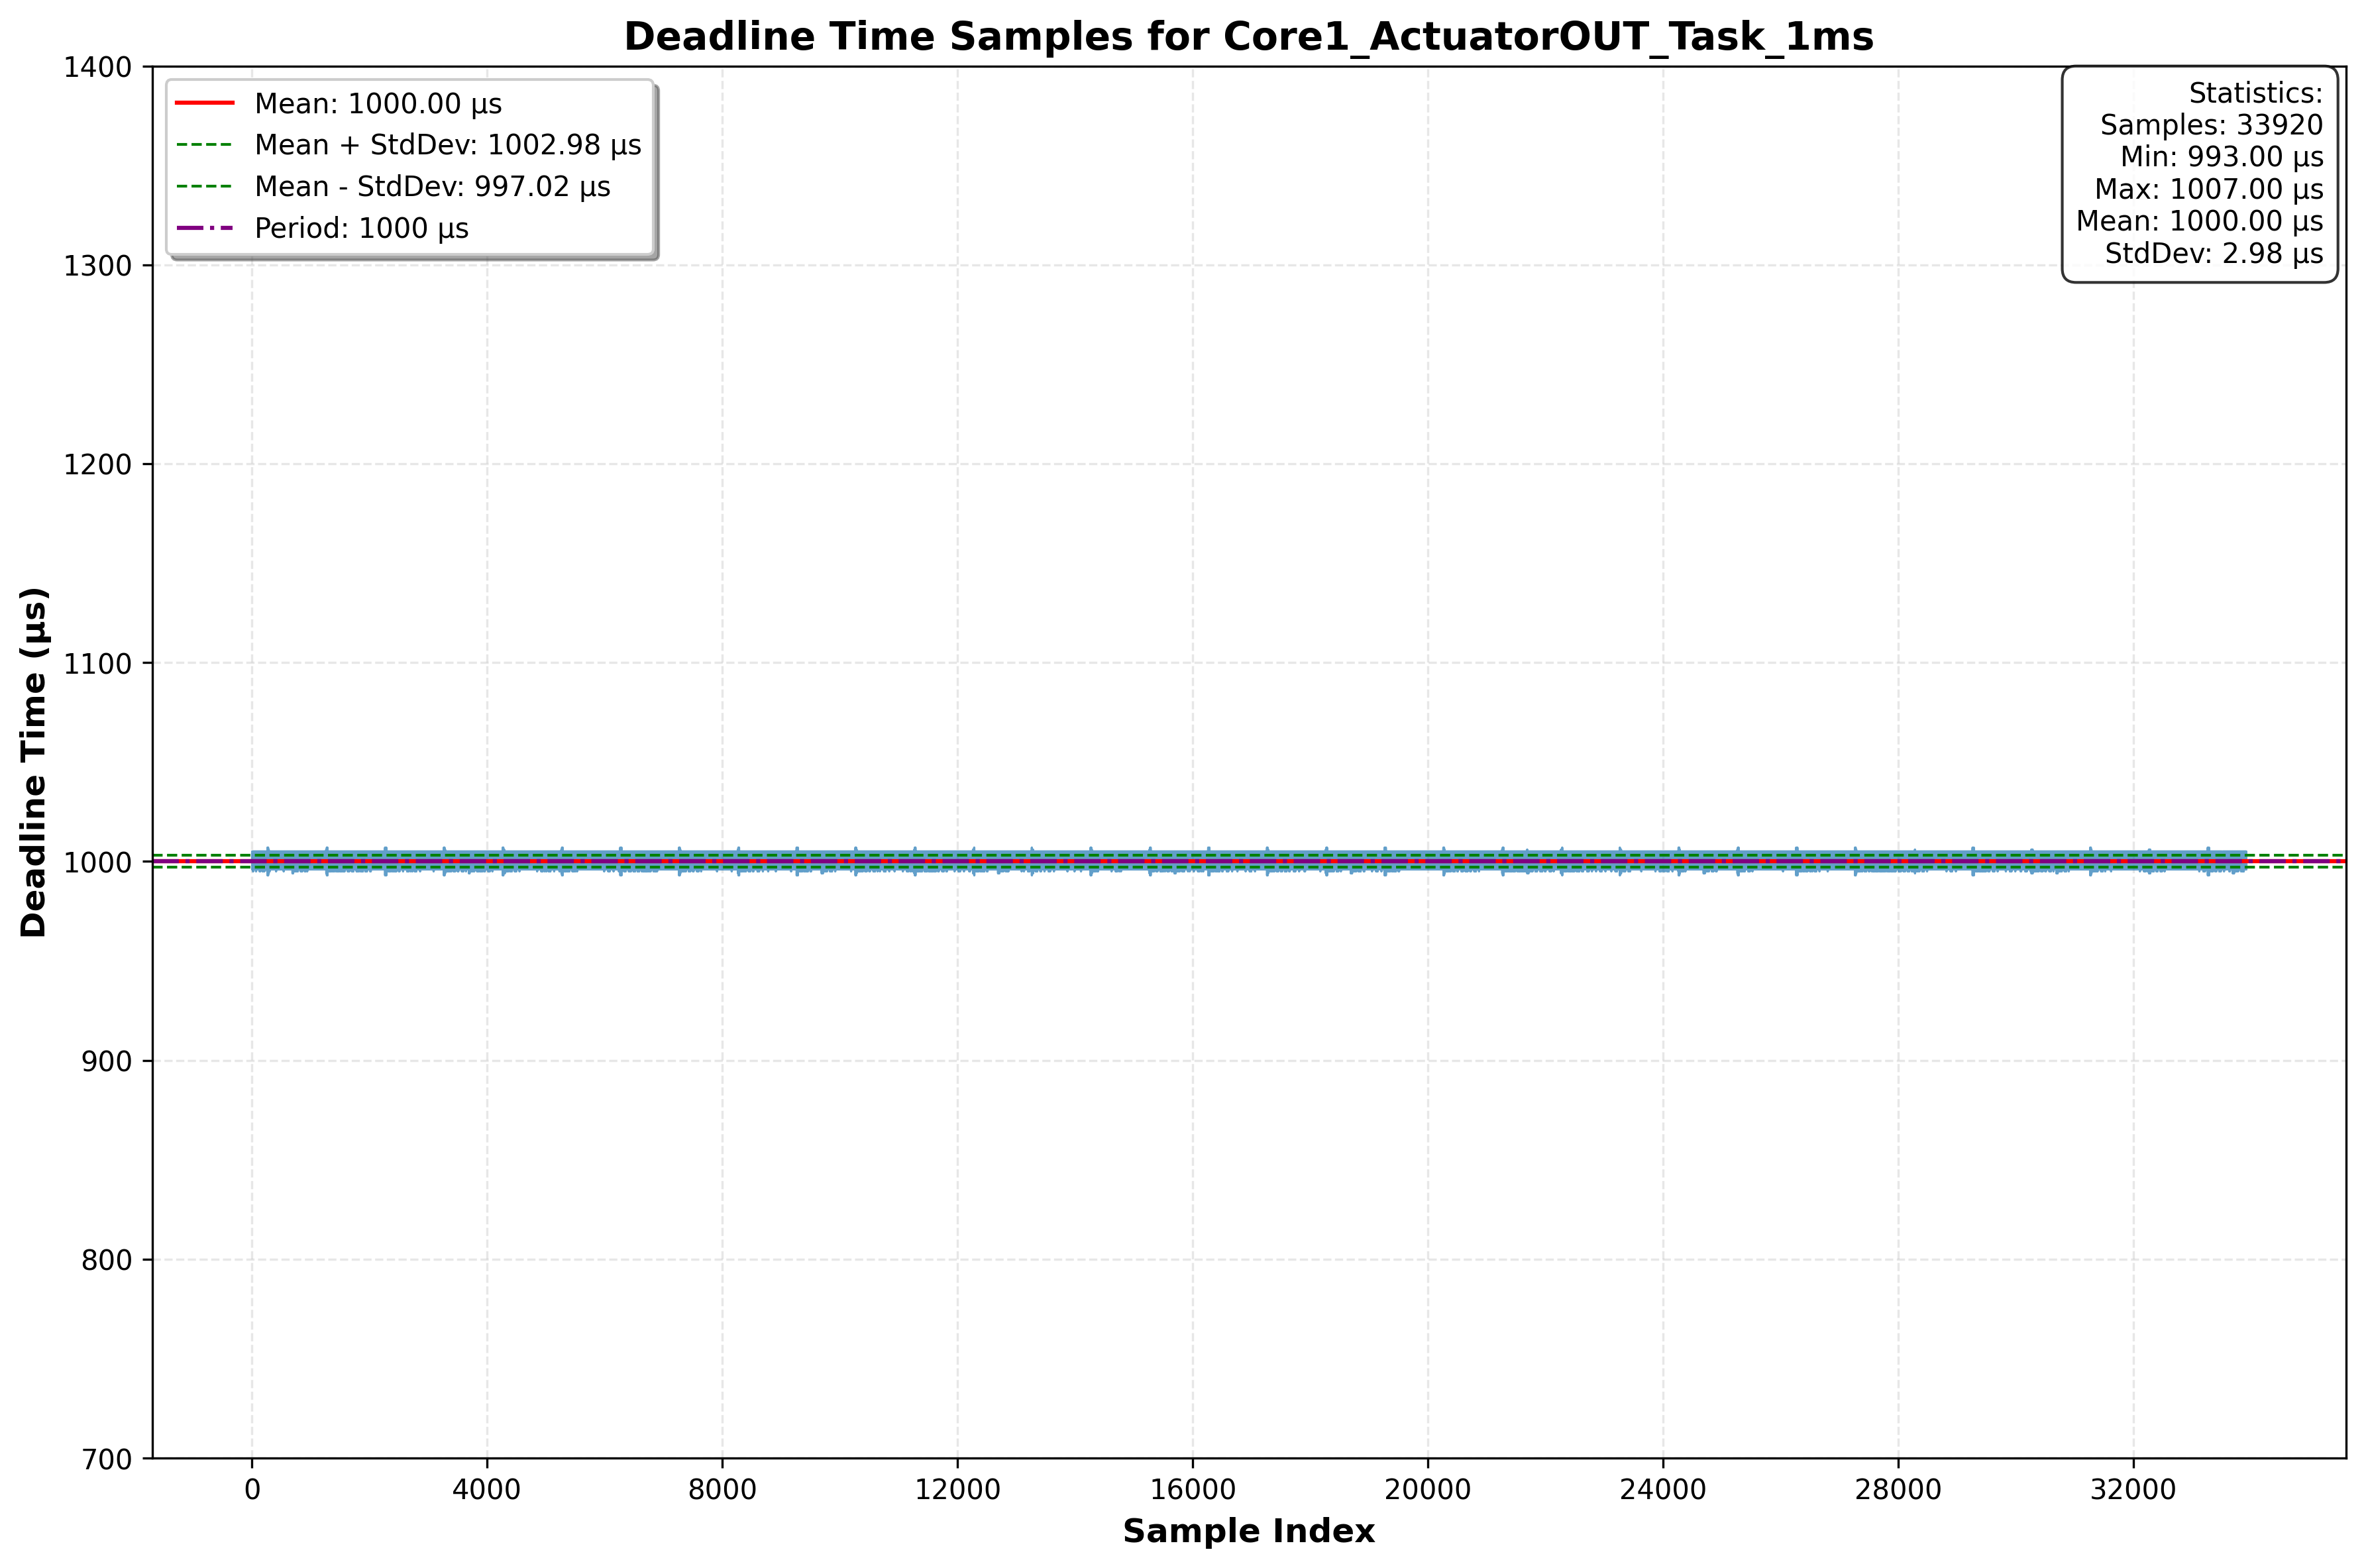 Deadline Time Samples for Core1_ActuatorOUT_Task_1ms
Mean: 1000.00 µs
Mean + StdDev: 1002.98 µs
Mean - StdDev: 997.02 µs
Period: 1000 µs
Statistics:
Samples: 33920
Min: 993.00 µs
Max: 1007.00 µs
Mean: 1000.00 µs
StdDev: 2.98 µs
Deadline Time (µs)
1400
1300
1200
1100
1000
900
800
700
0 4000 8000 12000 16000 20000 24000 28000 32000
Sample Index